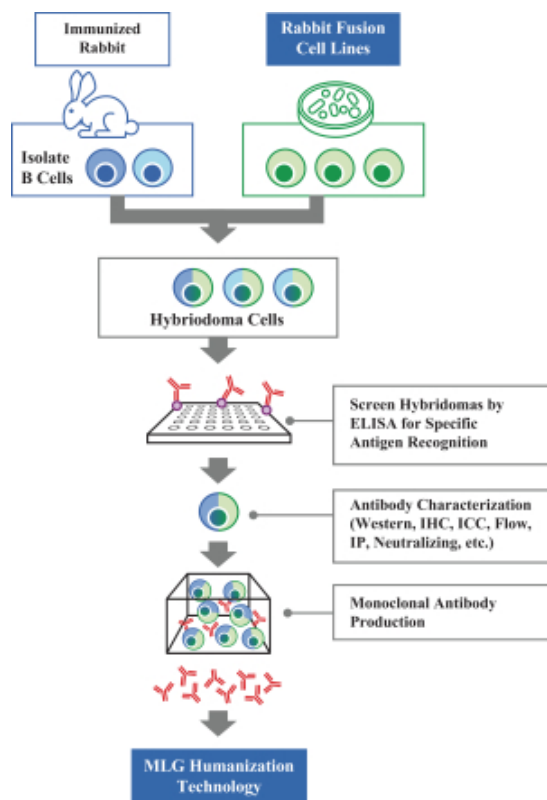 Immunized
Rabbit
Rabbit Fusion
Cell Lines
Isolate
B Cells
Hybriodoma Cells
Screen Hybridomas by
ELISA for Specific
Antigen Recognition
Antibody Characterization
(Western, IHC, ICC, Flow,
IP, Neutralizing, etc.)
Monoclonal Antibody
Production
MLG Humanization
Technology